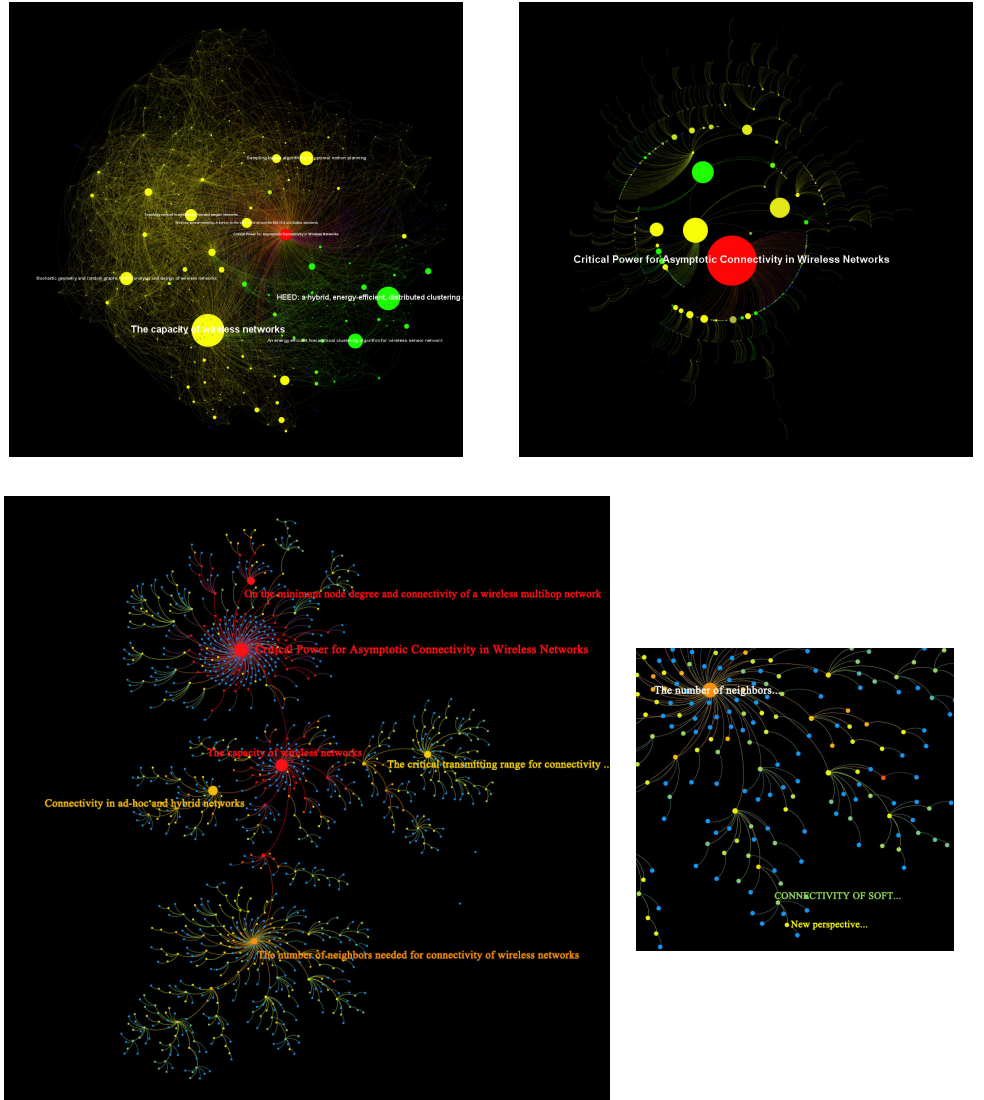 Sampling-based algorithms for optimal motion planning
Critical Power for Asymptotic Connectivity in Wireless Networks
Stochastic geometry and random graphs for the analysis and design of wireless networks
HEED: a hybrid, energy-efficient, distributed clustering
The capacity of wireless networks
An energy efficient hierarchical clustering algorithm for wireless sensor network
Critical Power for Asymptotic Connectivity in Wireless Networks
On the minimum node degree and connectivity of a wireless multihop network
Critical Power for Asymptotic Connectivity in Wireless Networks
The capacity of wireless networks
The critical transmitting range for connectivity ...
Connectivity in ad-hoc and hybrid networks
The number of neighbors needed for connectivity of wireless networks
The number of neighbors...
CONNECTIVITY OF SOFT...
New perspective...